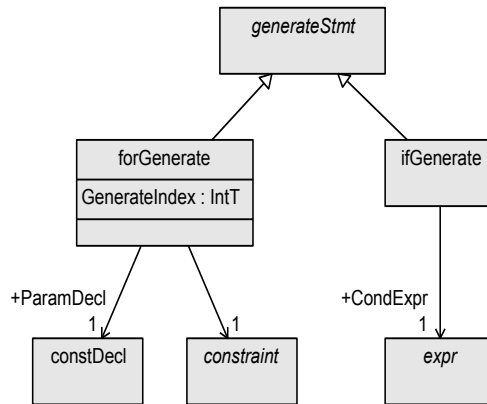 generateStmt
forGenerate
GenerateIndex : IntT
ifGenerate
+ParamDecl
1
1
+CondExpr
1
constDecl
constraint
expr